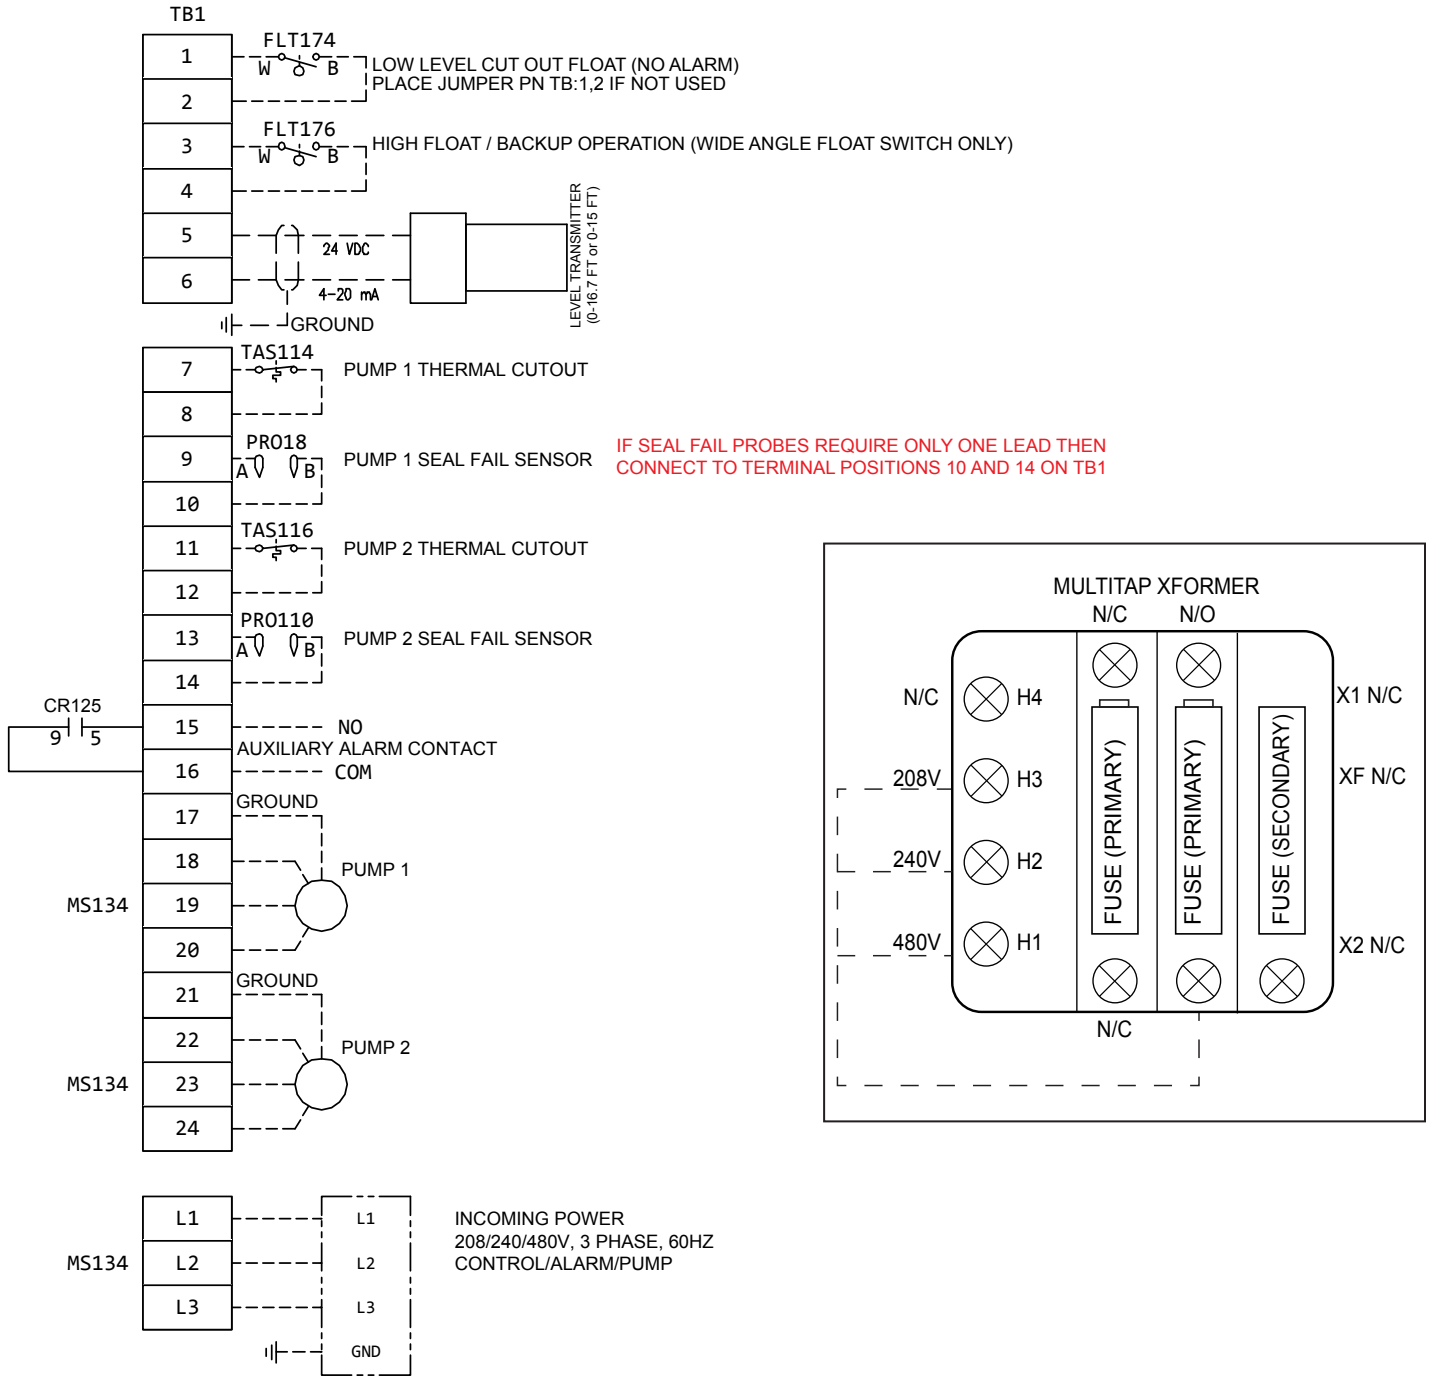 TB1
1
FLT174
W B
LOW LEVEL CUT OUT FLOAT (NO ALARM)
PLACE JUMPER PN TB:1,2 IF NOT USED
2
3
FLT176
W B
HIGH FLOAT / BACKUP OPERATION (WIDE ANGLE FLOAT SWITCH ONLY)
4
5
24 VDC
6
4-20 mA
LEVEL TRANSMITTER
(0-16.7 FT or 0-15 FT)
GROUND
7
TAS114
PUMP 1 THERMAL CUTOUT
8
9
PRO18
A B
PUMP 1 SEAL FAIL SENSOR
IF SEAL FAIL PROBES REQUIRE ONLY ONE LEAD THEN
CONNECT TO TERMINAL POSITIONS 10 AND 14 ON TB1
10
11
TAS116
PUMP 2 THERMAL CUTOUT
12
13
PRO110
A B
PUMP 2 SEAL FAIL SENSOR
14
CR125
9 5
15
NO
AUXILIARY ALARM CONTACT
16
COM
17
GROUND
18
PUMP 1
MS134
19
20
21
GROUND
22
PUMP 2
MS134
23
24
L1
L1
MS134
L2
L2
L3
L3
GND
INCOMING POWER
208/240/480V, 3 PHASE, 60HZ
CONTROL/ALARM/PUMP
MULTITAP XFORMER
N/C N/O
N/C H4
208V H3
240V H2
480V H1
FUSE (PRIMARY)
FUSE (PRIMARY)
FUSE (SECONDARY)
X1 N/C
XF N/C
X2 N/C
N/C